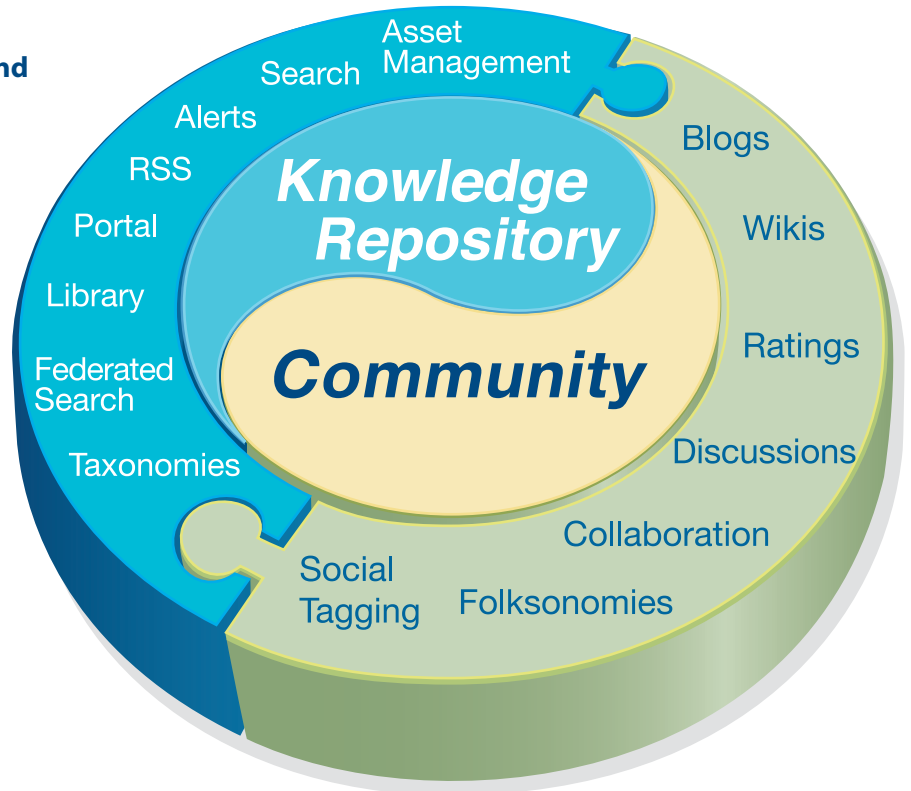 nd
Asset
Management
Search
Alerts
RSS
Portal
Library
Federated
Search
Taxonomies
Knowledge
Repository
Community
Blogs
Wikis
Ratings
Discussions
Collaboration
Folksonomies
Social
Tagging